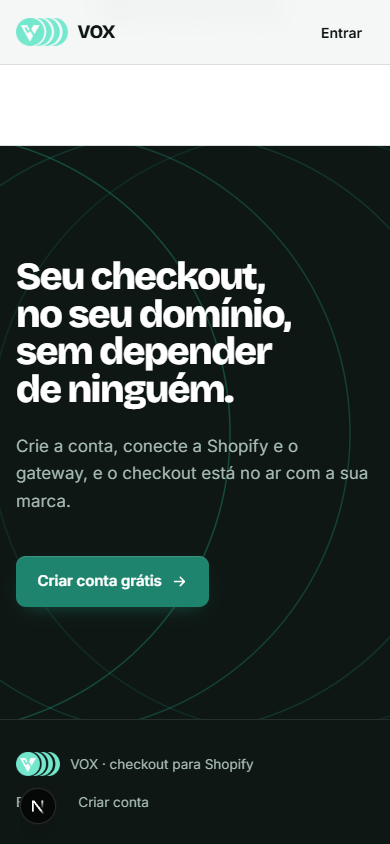 VOX
Entrar
Seu checkout,
no seu domínio,
sem depender
de ninguém.
Crie a conta, conecte a Shopify e o
gateway, e o checkout está no ar com a sua
marca.
Criar conta grátis →
VOX · checkout para Shopify
N
Criar conta